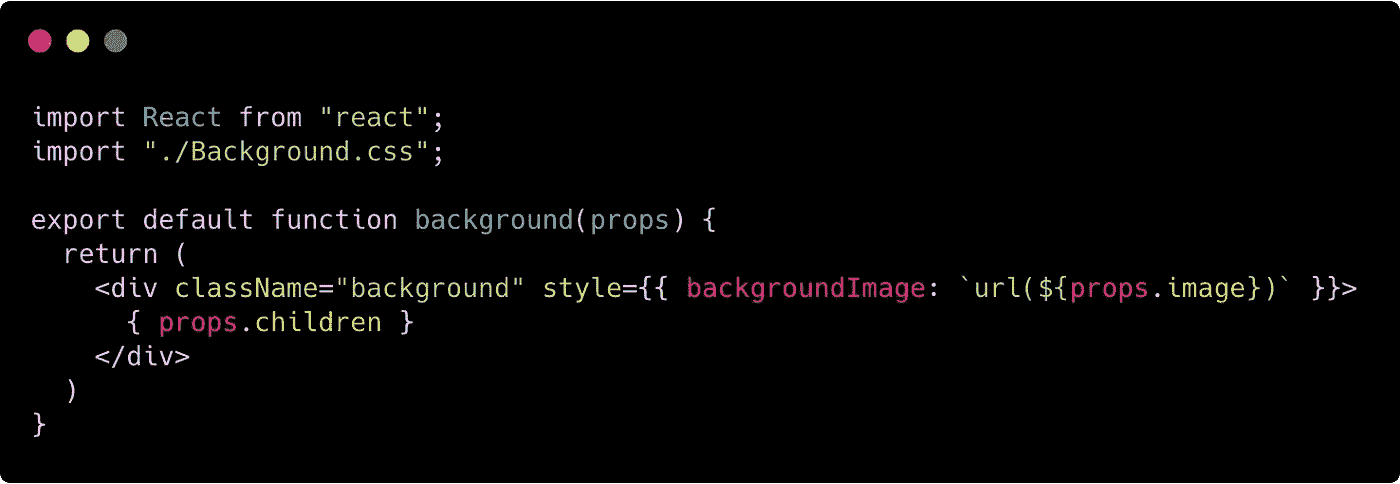 import React from "react";
import "./Background.css";

export default function background(props) {
  return (
    <div className="background" style={{ backgroundImage: `url(${props.image})` }}>
      { props.children }
    </div>
  )
}